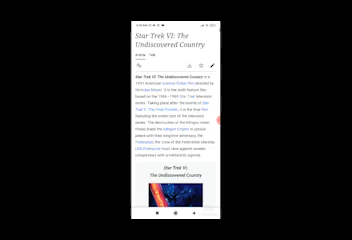 Star Trek VI: The
Undiscovered Country
Article Talk
Star Trek VI: The Undiscovered Country is a
1991 American science fiction film directed by
Nicholas Meyer. It is the sixth feature film
based on the 1966–1969 Star Trek television
series. Taking place after the events of Star
Trek V: The Final Frontier, it is the final film
featuring the entire cast of the television
series. The destruction of the Klingon moon
Praxis leads the Klingon Empire to pursue
peace with their longtime adversary, the
Federation; the crew of the Federation starship
USS Enterprise must race against unseen
conspirators with a militaristic agenda.
Star Trek VI:
The Undiscovered Country